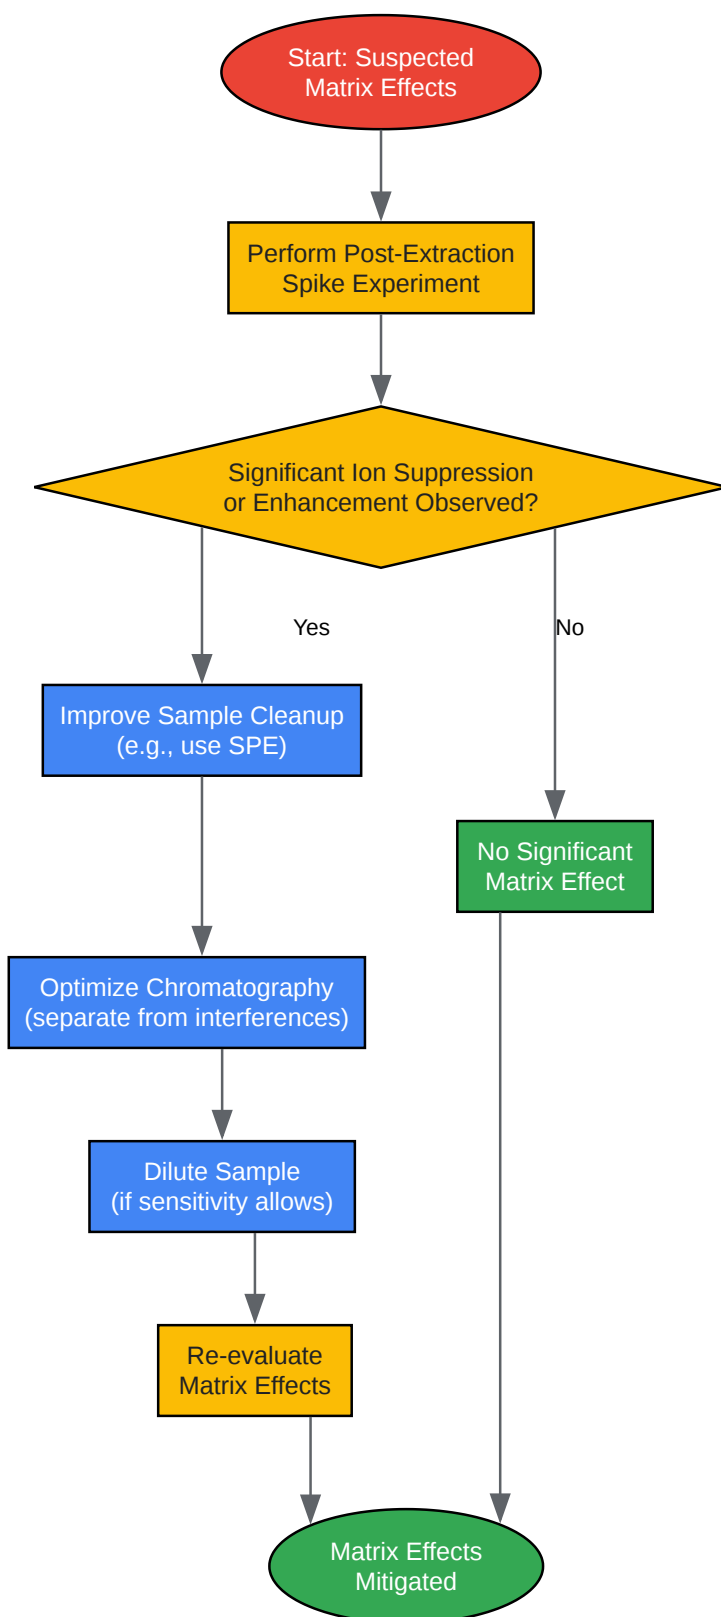 Start: Suspected
Matrix Effects
Perform Post-Extraction
Spike Experiment
Significant Ion Suppression
or Enhancement Observed?
Yes
No
Improve Sample Cleanup
(e.g., use SPE)
No Significant
Matrix Effect
Optimize Chromatography
(separate from interferences)
Dilute Sample
(if sensitivity allows)
Re-evaluate
Matrix Effects
Matrix Effects
Mitigated